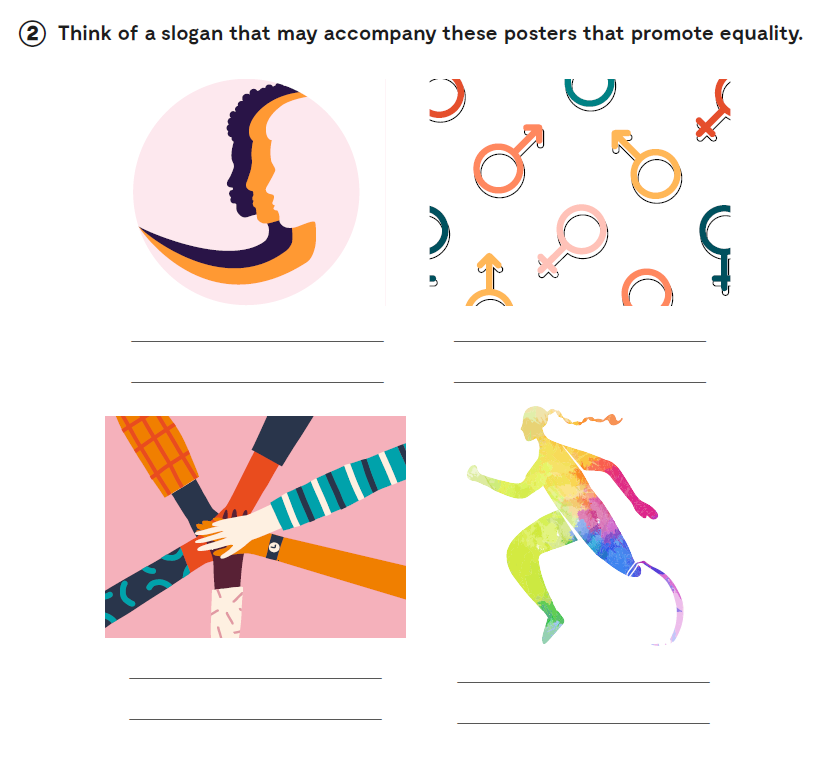 2 Think of a slogan that may accompany these posters that promote equality.